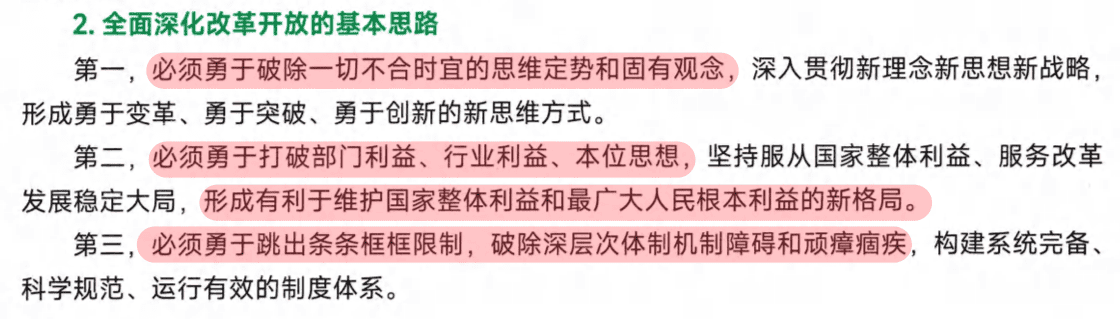 2. 全面深化改革开放的基本思路
第一，必须勇于破除一切不合时宜的思维定势和固有观念，深入贯彻新理念新思想新战略，
形成勇于变革、勇于突破、勇于创新的新思维方式。
第二，必须勇于打破部门利益、行业利益、本位思想，坚持服从国家整体利益、服务改革
发展稳定大局，形成有利于维护国家整体利益和最广大人民根本利益的新格局。
第三，必须勇于跳出条条框框限制，破除深层次体制机制障碍和顽瘴痼疾，构建系统完备、
科学规范、运行有效的制度体系。